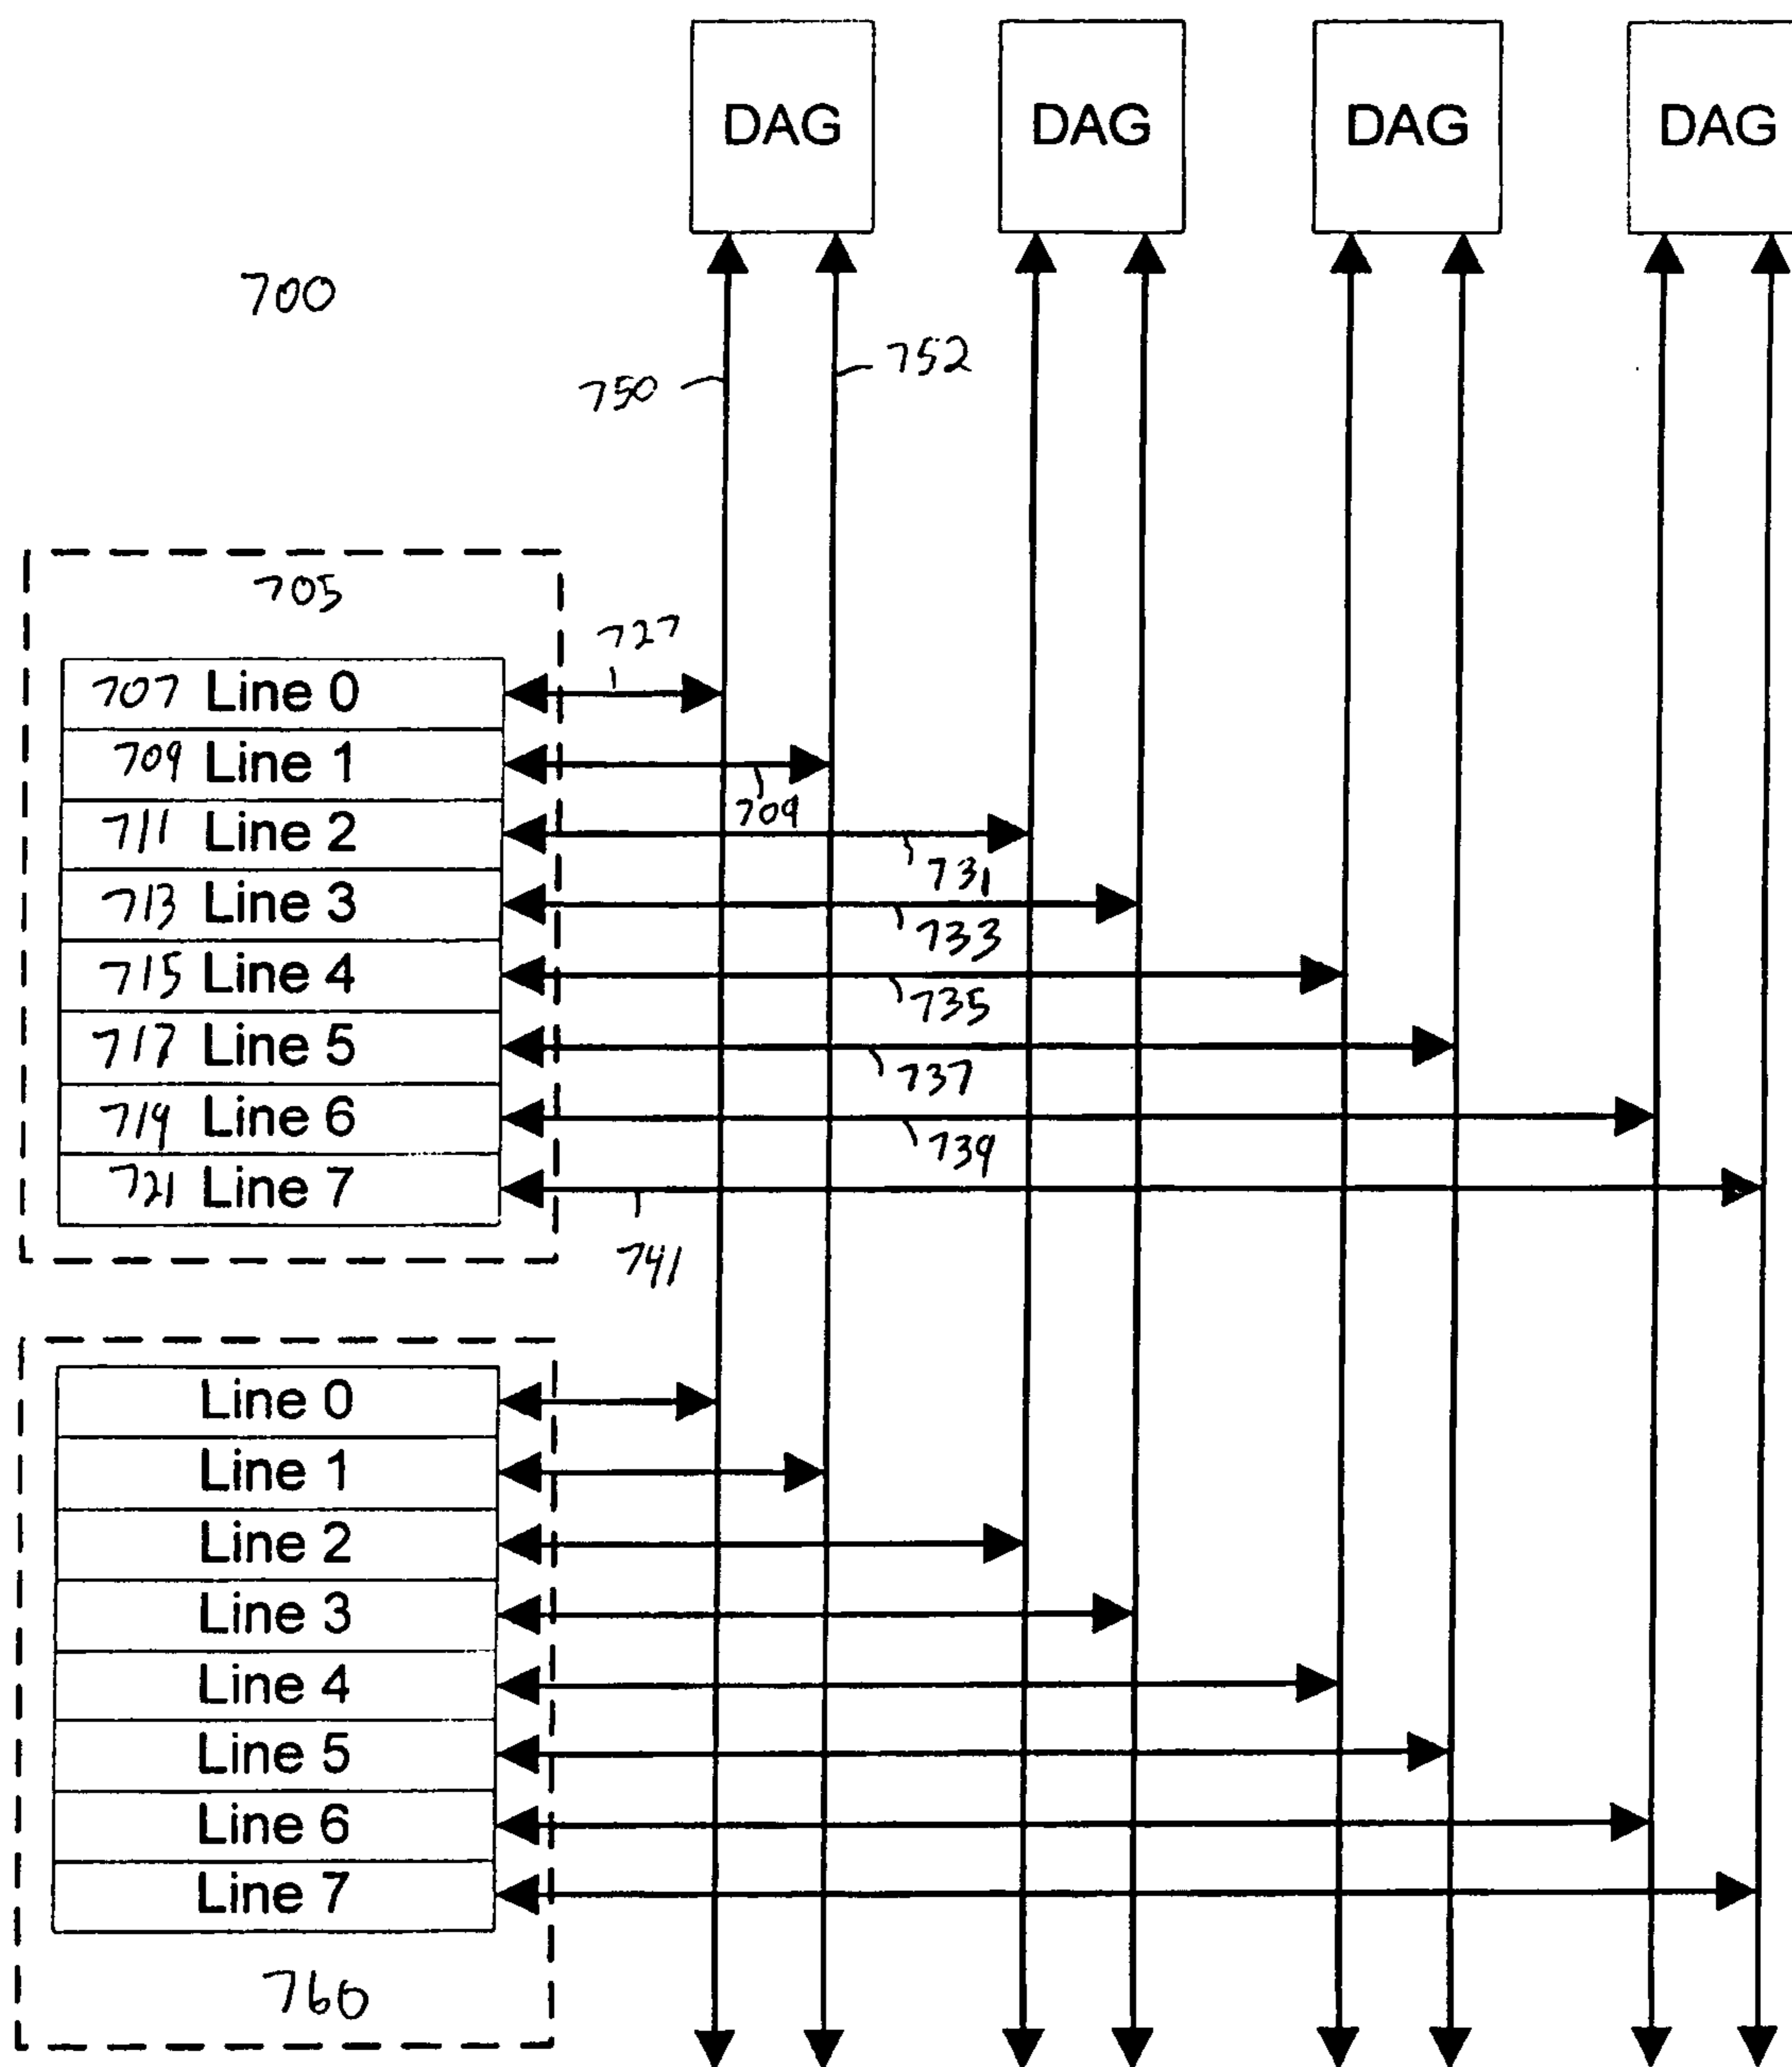 DAG DAG DAG DAG
700
750 752
705
727
707 Line 0
709 Line 1
709
711 Line 2
731
713 Line 3
733
715 Line 4
735
717 Line 5
737
719 Line 6
739
721 Line 7
741
Line 0
Line 1
Line 2
Line 3
Line 4
Line 5
Line 6
Line 7
760